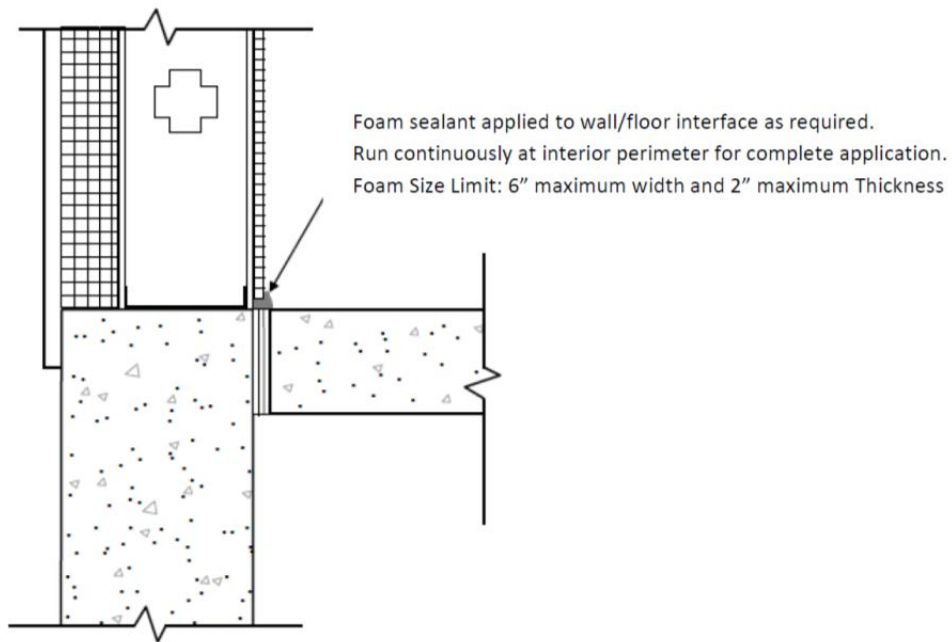 Foam sealant applied to wall/floor interface as required.
Run continuously at interior perimeter for complete application.
Foam Size Limit: 6” maximum width and 2” maximum Thickness